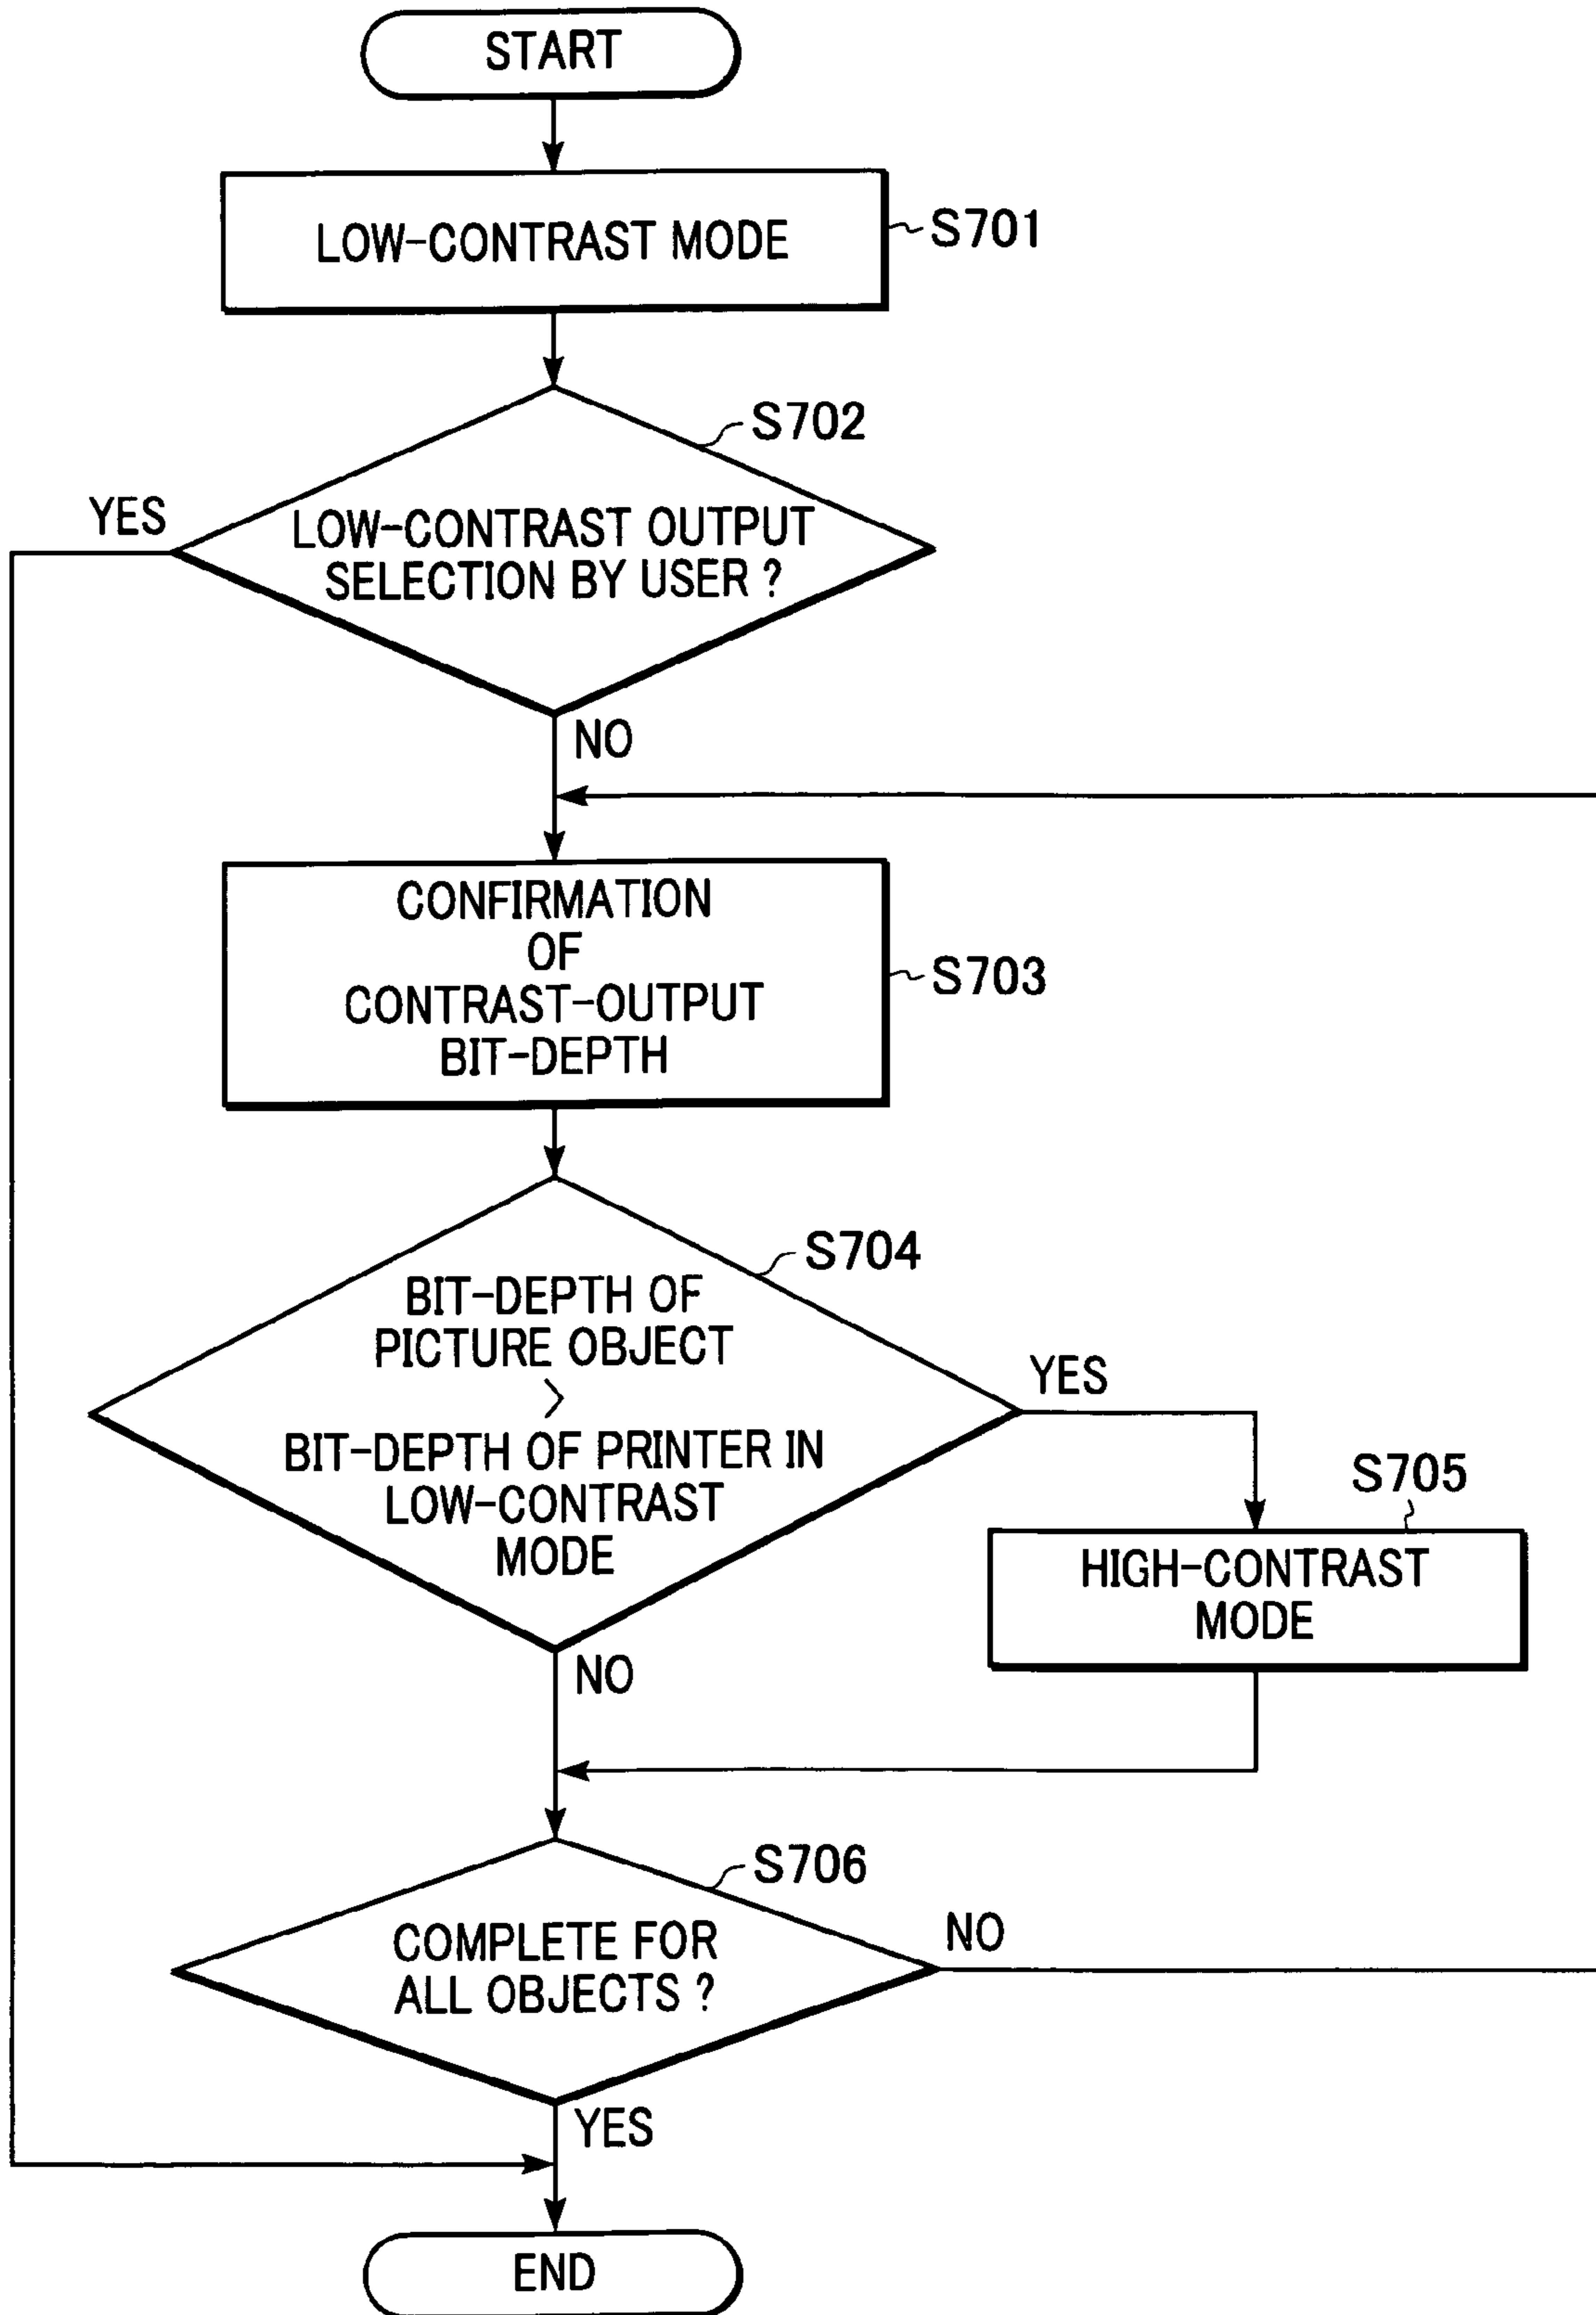 START
LOW-CONTRAST MODE
S701
S702
YES
LOW-CONTRAST OUTPUT
SELECTION BY USER ?
NO
CONFIRMATION
OF
CONTRAST-OUTPUT
BIT-DEPTH
S703
S704
BIT-DEPTH OF
PICTURE OBJECT
>
BIT-DEPTH OF PRINTER IN
LOW-CONTRAST
MODE
YES
S705
HIGH-CONTRAST
MODE
NO
S706
COMPLETE FOR
ALL OBJECTS ?
NO
YES
END